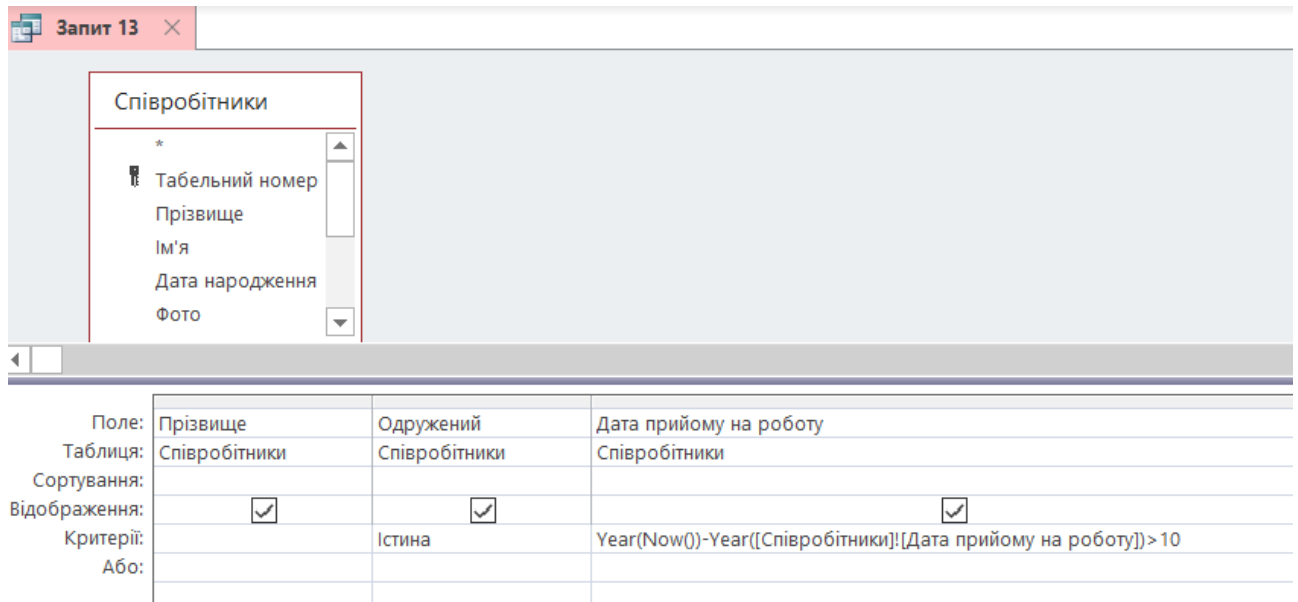 Запит 13
Співробітники
*
Табельний номер
Прізвище
Ім'я
Дата народження
Фото
Поле: Прізвище Одружений Дата прийому на роботу
Таблиця: Співробітники Співробітники Співробітники
Сортування:
Відображення:
Критерії: Істина Year(Now())-Year([Співробітники]![Дата прийому на роботу])>10
Або: